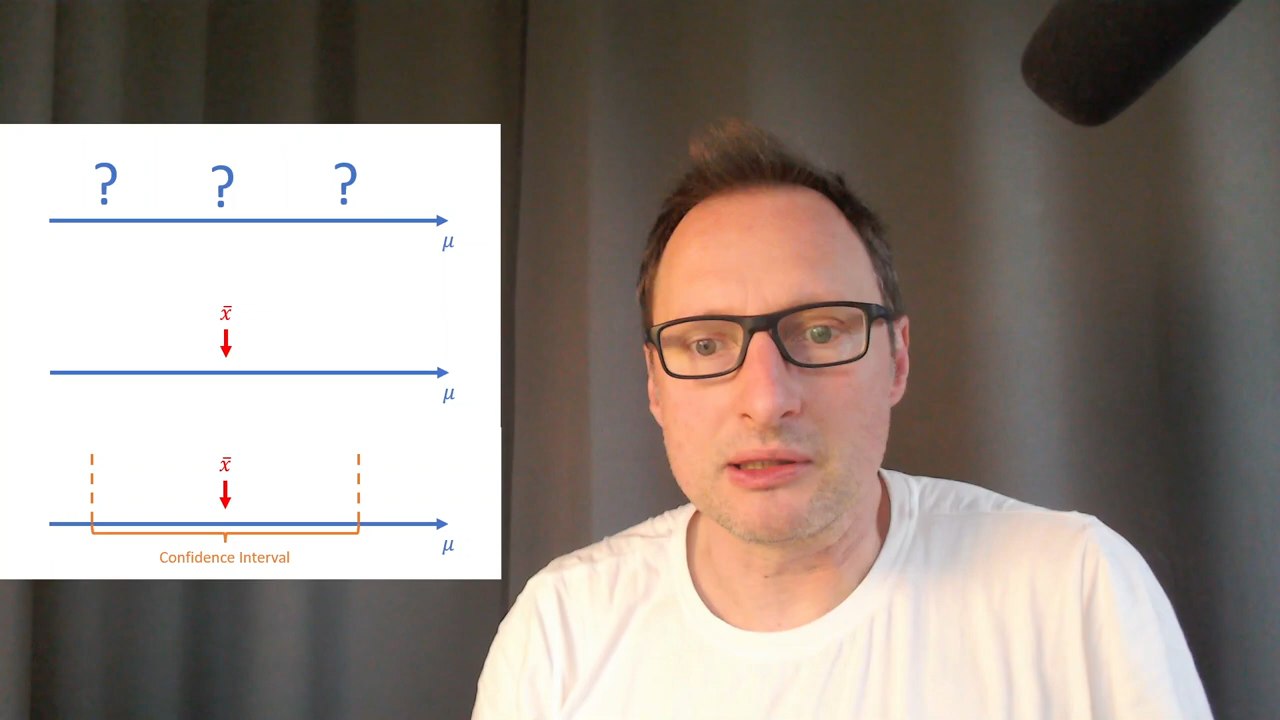 ? ? ?
μ
x̄
μ
x̄
μ
Confidence Interval